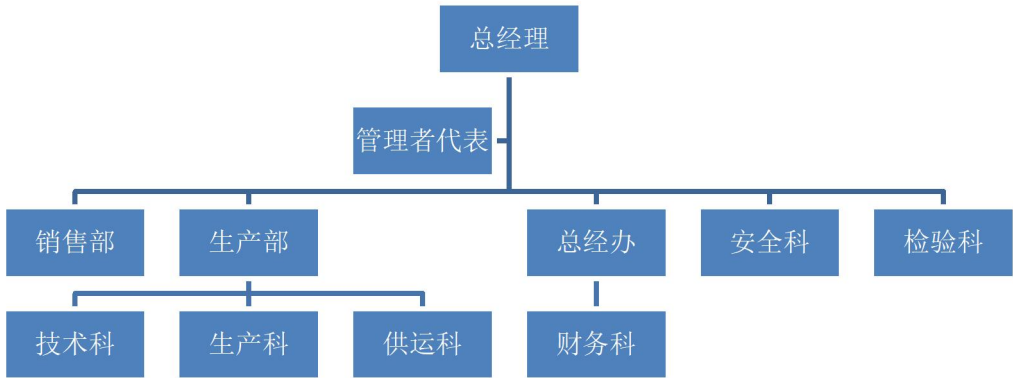 总经理
管理者代表
销售部
生产部
总经办
安全科
检验科
技术科
生产科
供运科
财务科